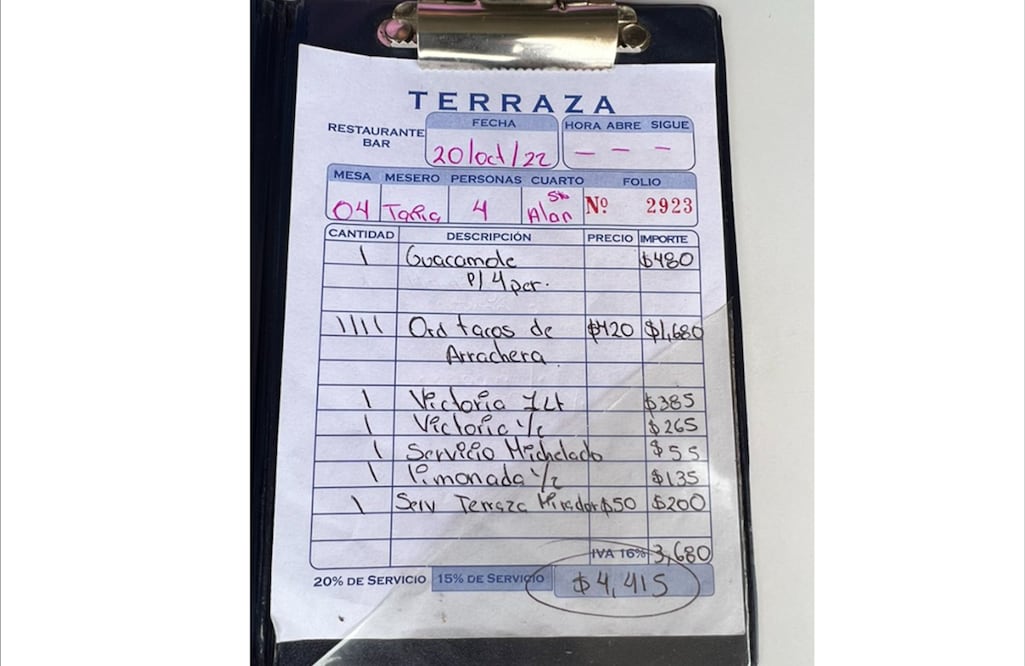 TERRAZA
RESTAURANTE BAR
FECHA
20/oct/22
HORA ABRE SIGUE
— — —
MESA MESERO PERSONAS CUARTO FOLIO
04 Tania 4 Alan Nº 2923
CANTIDAD DESCRIPCIÓN PRECIO IMPORTE
1 Guacamole $480
p/ 4 per.
1111 Ord tacos de $420 $1,680
Arrachera.
1 Victoria 1Lt $385
1 Victoria 1/2 $265
1 Servicio Michelado $55
1 limonada 1/2 $135
1 Serv Terraza Mirador $50 $200
IVA 16% 3,680
20% DE SERVICIO 15% DE SERVICIO $4,415